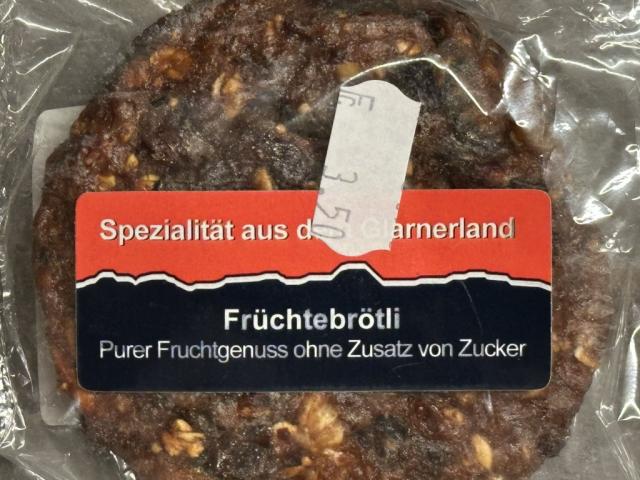 3.50
Spezialität aus Glarnerland
Früchtebrötli
Purer Fruchtgenuss ohne Zusatz von Zucker